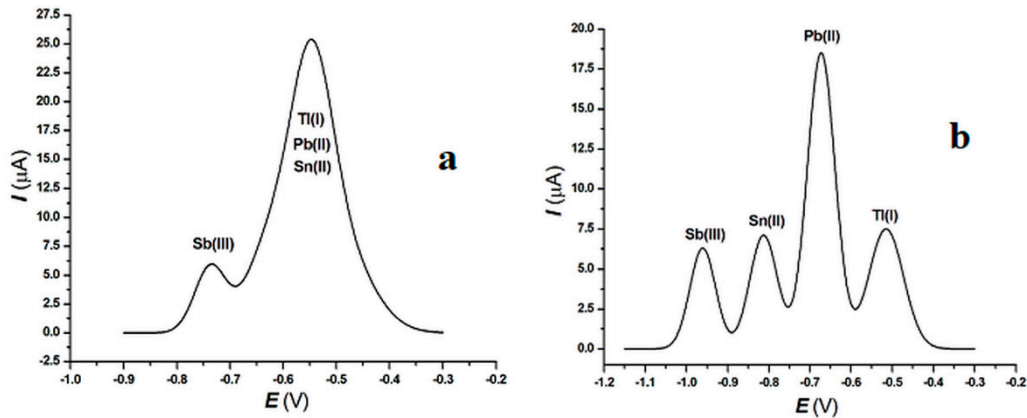 27.5
25.0
22.5
20.0
17.5
15.0
12.5
10.0
7.5
5.0
2.5
0.0
-2.5
I (μA)
Tl(I)
Pb(II)
Sn(II)
Sb(III)
a
-1.0 -0.9 -0.8 -0.7 -0.6 -0.5 -0.4 -0.3 -0.2
E (V)
20.0
17.5
15.0
12.5
10.0
7.5
5.0
2.5
0.0
I (μA)
Pb(II)
b
Sb(III) Sn(II) Tl(I)
-1.2 -1.1 -1.0 -0.9 -0.8 -0.7 -0.6 -0.5 -0.4 -0.3 -0.2
E (V)